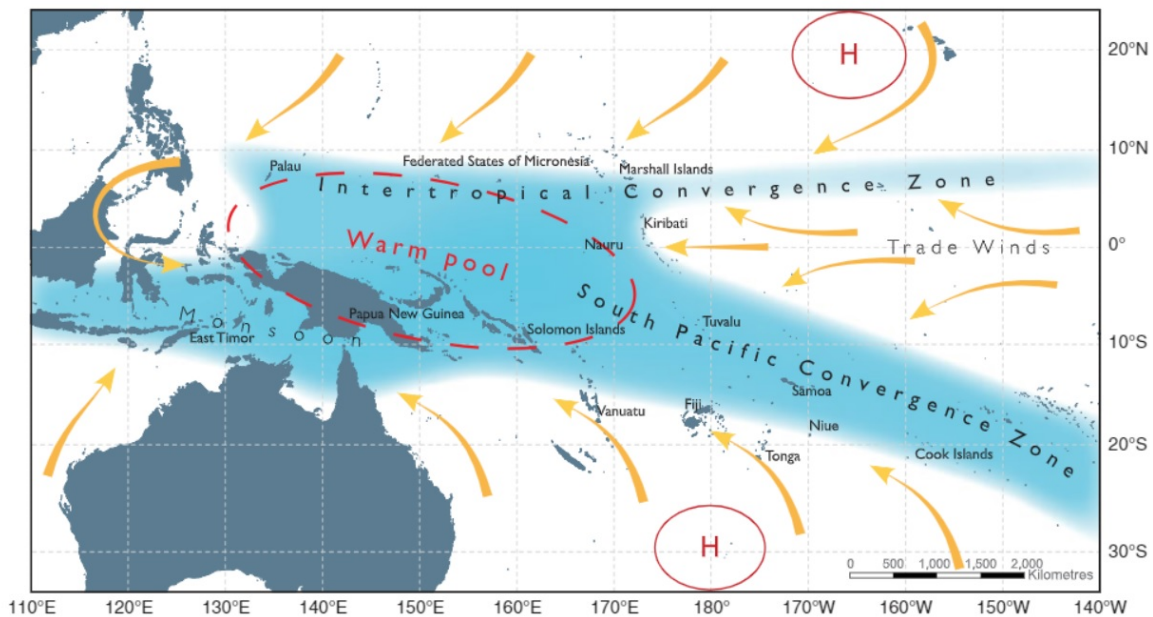 H
20°N
10°N
Palau
Federated States of Micronesia
Marshall Islands
Intertropical Convergence Zone
Kiribati
Nauru
Trade Winds
0°
Warm pool
South Pacific Convergence Zone
Papua New Guinea
Monsoon
East Timor
Solomon Islands
Tuvalu
10°S
Samoa
Vanuatu
Fiji
Niue
Tonga
Cook Islands
20°S
H
30°S
0 500 1,000 1,500 2,000
Kilometres
110°E 120°E 130°E 140°E 150°E 160°E 170°E 180° 170°W 160°W 150°W 140°W